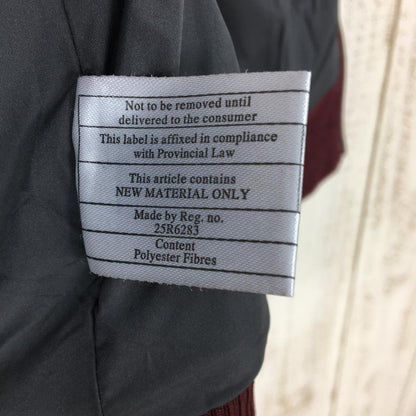 Not to be removed until
delivered to the consumer
This label is affixed in compliance
with Provincial Law
This article contains
NEW MATERIAL ONLY
Made by Reg. no.
25R6283
Content
Polyester Fibres